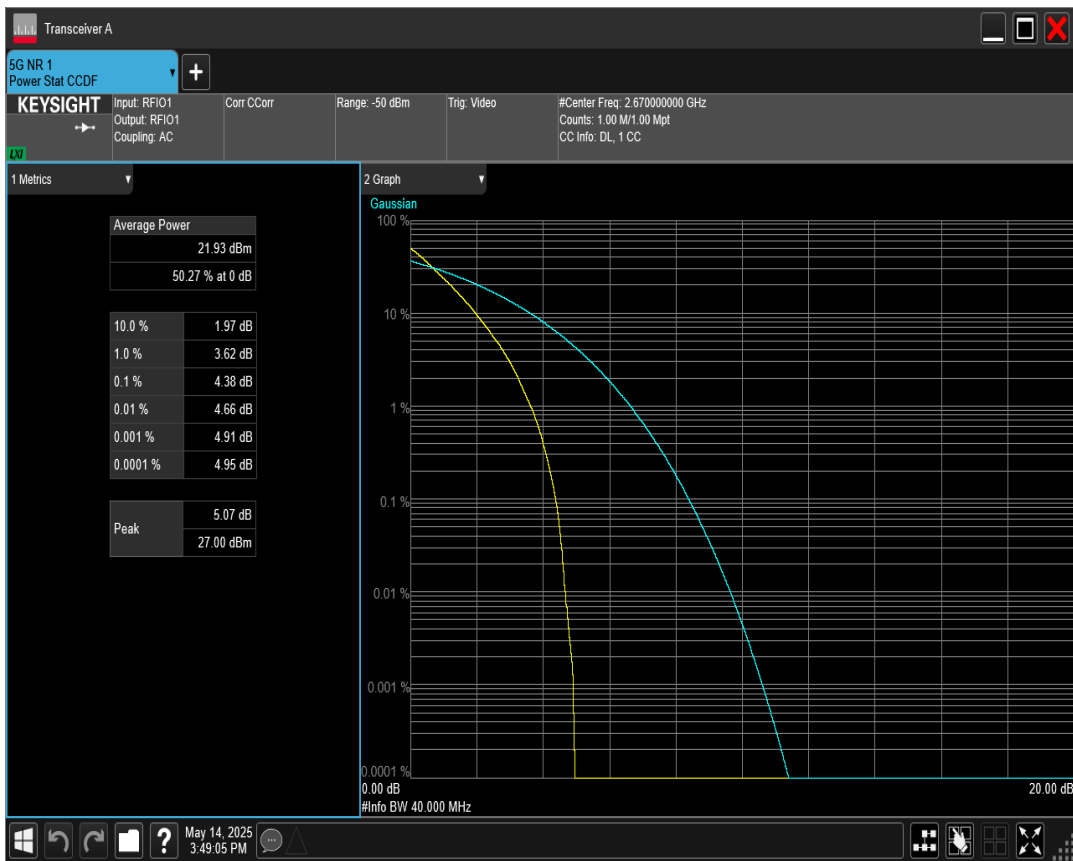 Transceiver A
5G NR 1
Power Stat CCDF
KEYSIGHT
LXI
Input: RFIO1
Output: RFIO1
Coupling: AC
Corr CCorr
Range: -50 dBm
Trig: Video
#Center Freq: 2.670000000 GHz
Counts: 1.00 M/1.00 Mpt
CC Info: DL, 1 CC
1 Metrics
Average Power
21.93 dBm
50.27 % at 0 dB
10.0 % 1.97 dB
1.0 % 3.62 dB
0.1 % 4.38 dB
0.01 % 4.66 dB
0.001 % 4.91 dB
0.0001 % 4.95 dB
Peak
5.07 dB
27.00 dBm
2 Graph
Gaussian
100 %
10 %
1 %
0.1 %
0.01 %
0.001 %
0.0001 %
0.00 dB 20.00 dB
#Info BW 40.000 MHz
?
May 14, 2025
3:49:05 PM